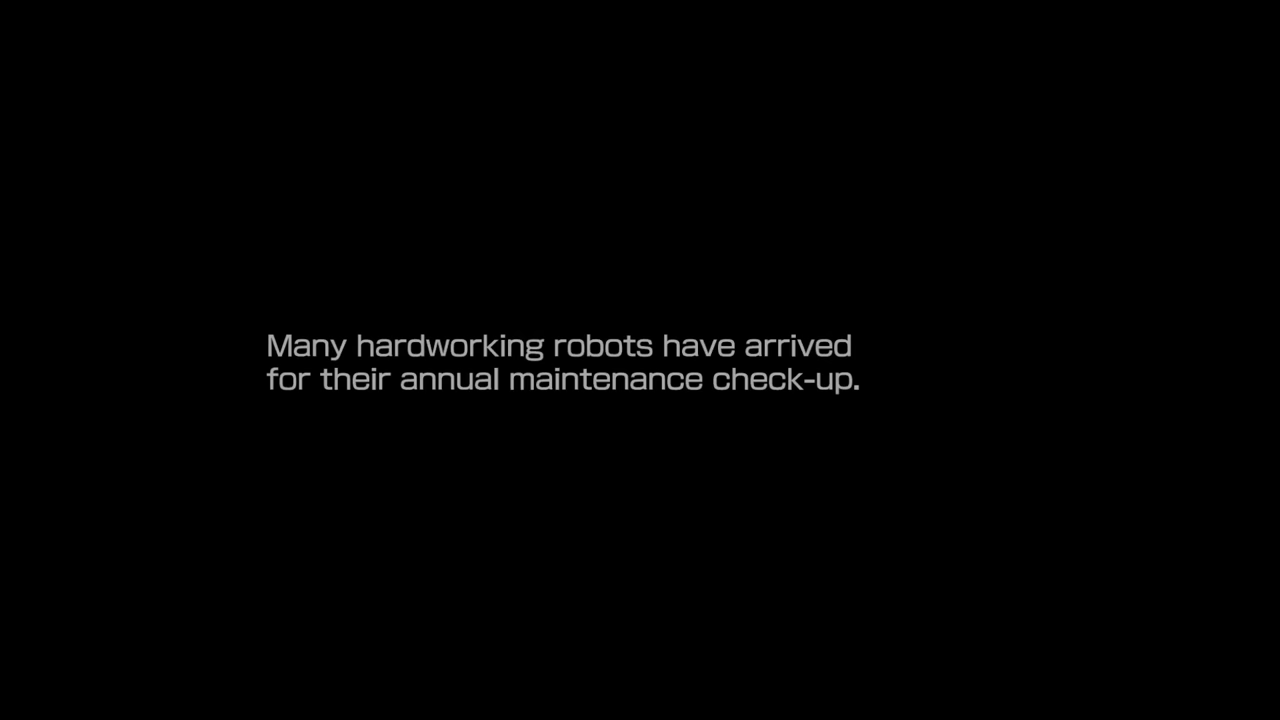 Many hardworking robots have arrived
for their annual maintenance check-up.